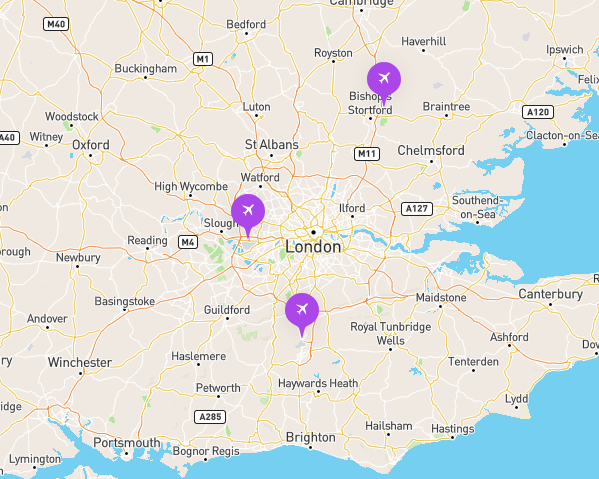 Cambridge
M40
Bedford
Haverhill
M1
Royston
Ipswich
Buckingham
Felix
Bishop's
Stortford
Luton
Braintree
A120
Woodstock
Clacton-on-Sea
A40
Witney
Oxford
St Albans
M11
Chelmsford
Watford
High Wycombe
Southend-
on-Sea
Ilford
A127
Slough
M4
Reading
London
Newbury
Basingstoke
Maidstone
Canterbury
Guildford
Andover
Royal Tunbridge
Wells
Ashford
Dov
Haslemere
Winchester
Tenterden
Haywards Heath
Petworth
Lydd
A285
Hailsham
Hastings
Portsmouth
Brighton
Bognor Regis
Lymington